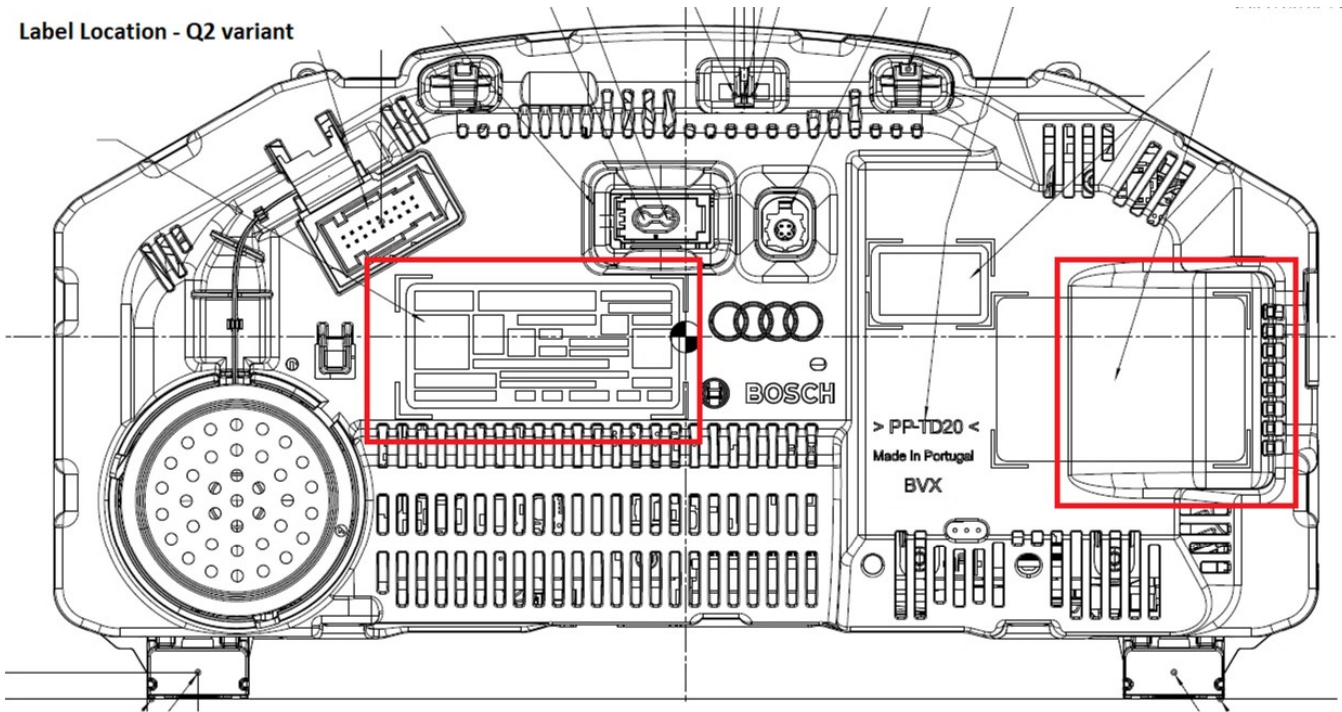 Label Location - Q2 variant
BOSCH
> PP-TD20 <
Made In Portugal
BVX